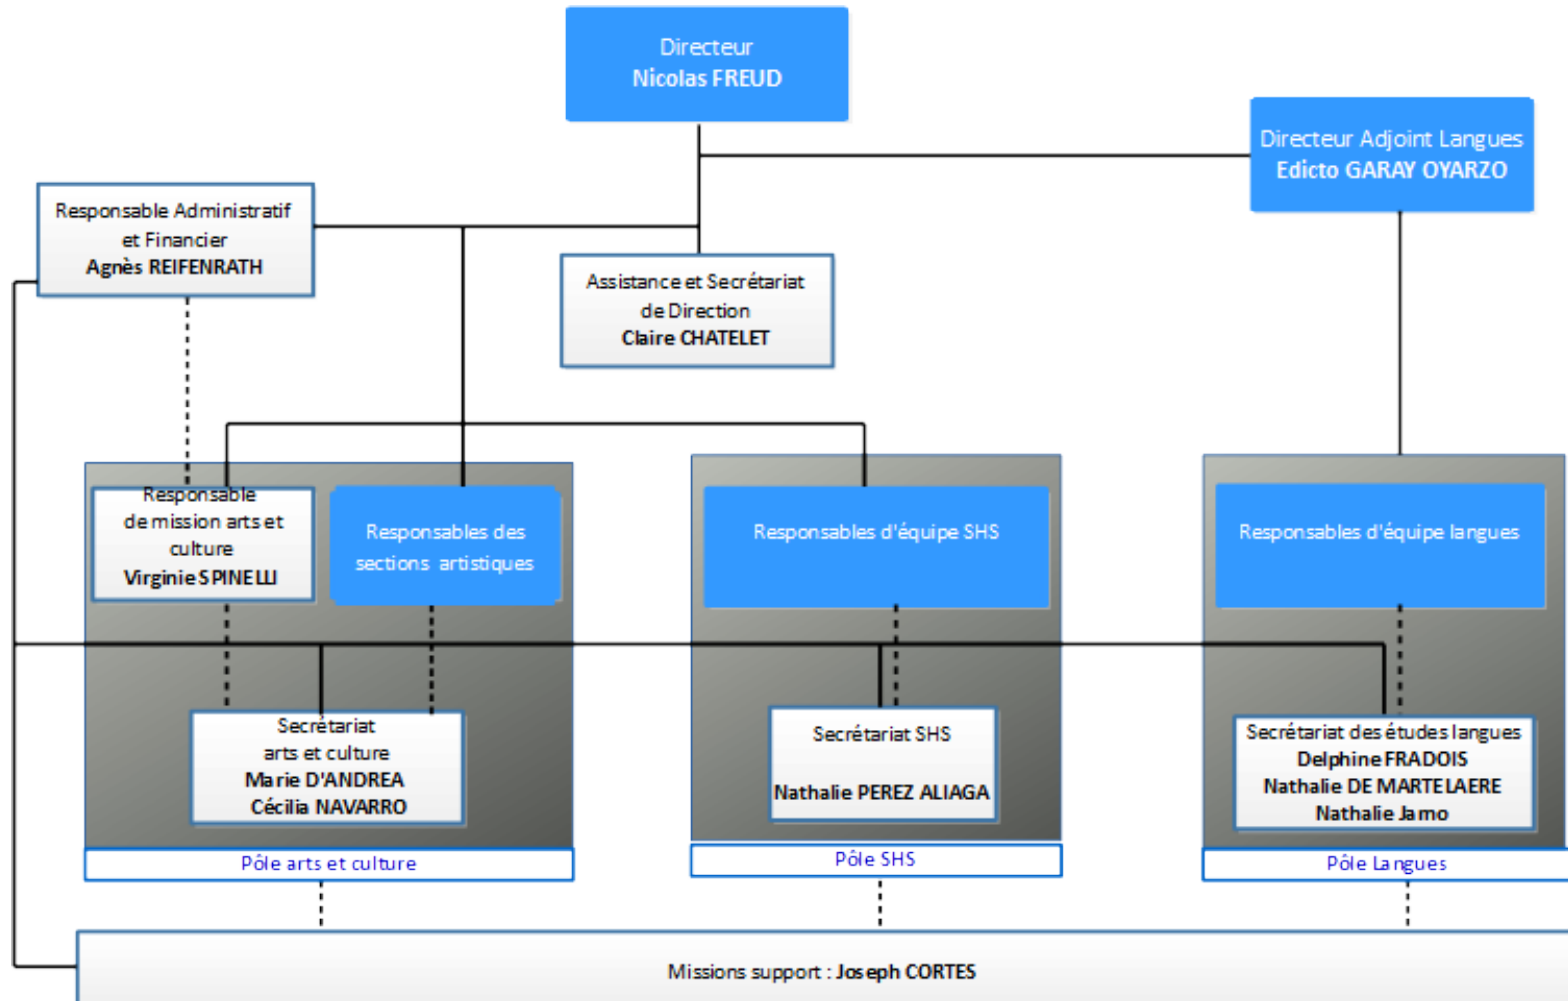 Directeur
Nicolas FREUD
Directeur Adjoint Langues
Edicto GARAY OYARZO
Responsable Administratif
et Financier
Agnès REIFENRATH
Assistance et Secrétariat
de Direction
Claire CHATELET
Responsable
de mission arts et
culture
Virginie SPINELLI
Responsables des
sections artistiques
Responsables d'équipe SHS
Responsables d'équipe langues
Secrétariat
arts et culture
Marie D'ANDREA
Cécilia NAVARRO
Secrétariat SHS
Nathalie PEREZ ALIAGA
Secrétariat des études langues
Delphine FRADOIS
Nathalie DE MARTELAERE
Nathalie Jamo
Pôle arts et culture
Pôle SHS
Pôle Langues
Missions support : Joseph CORTES